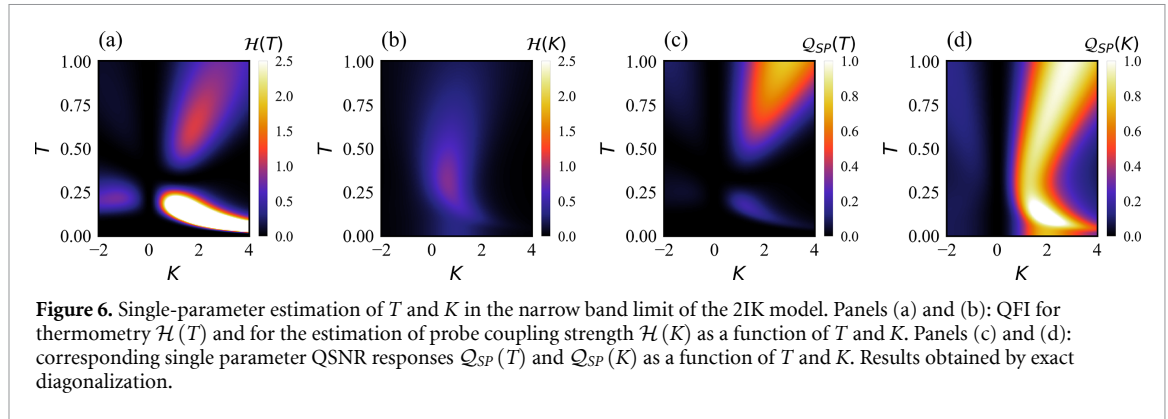 (a) H(T) (b) H(K) (c) Q_SP(T) (d) Q_SP(K)
1.00 2.5 1.00 2.5 1.00 1.0 1.00 1.0
0.75 2.0 0.75 2.0 0.75 0.8 0.75 0.8
T 0.50 1.5 T 0.50 1.5 T 0.50 0.6 T 0.50 0.6
1.0 1.0 0.4 0.4
0.25 0.5 0.25 0.5 0.25 0.2 0.25 0.2
0.00 0.0 0.00 0.0 0.00 0.0 0.00 0.0
−2 0 2 4 −2 0 2 4 −2 0 2 4 −2 0 2 4
K K K K
Figure 6. Single-parameter estimation of T and K in the narrow band limit of the 2IK model. Panels (a) and (b): QFI for
thermometry H(T) and for the estimation of probe coupling strength H(K) as a function of T and K. Panels (c) and (d):
corresponding single parameter QSNR responses Q_SP(T) and Q_SP(K) as a function of T and K. Results obtained by exact
diagonalization.